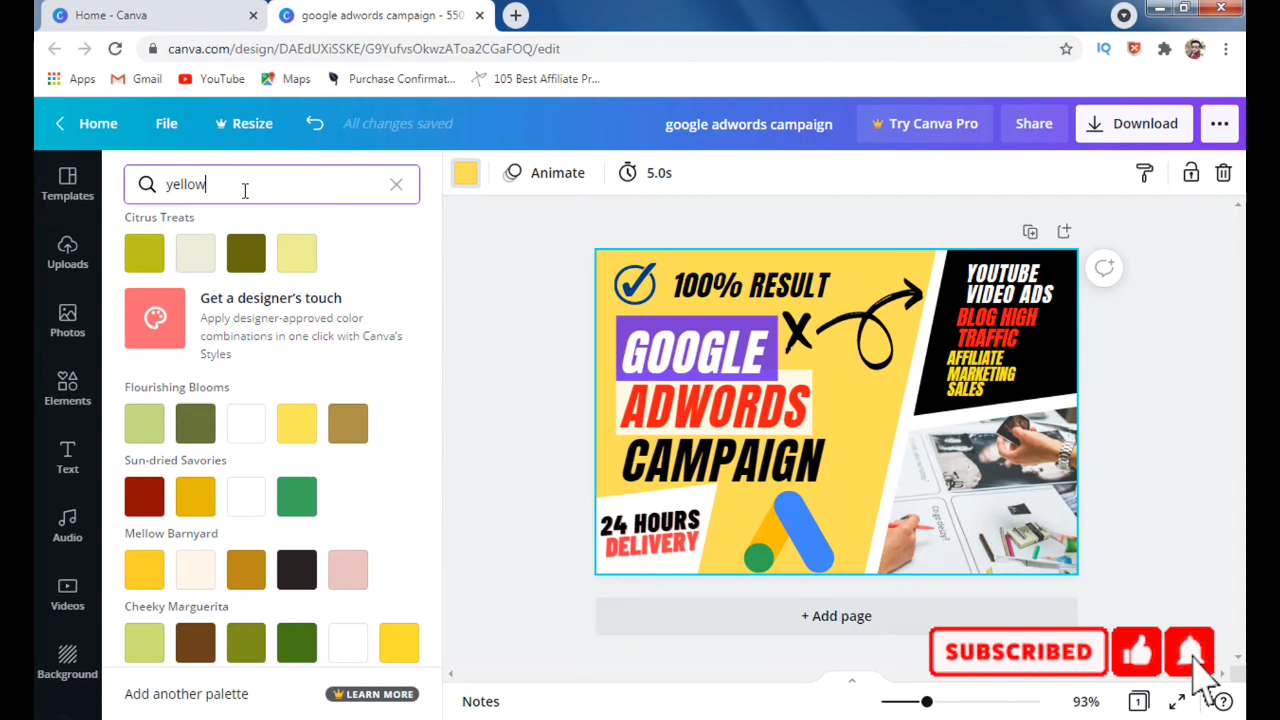 Home - Canva
google adwords campaign - 550
canva.com/design/DAEdUXiSSKE/G9YufvsOkwzAToa2CGaFOQ/edit
IQ
Apps
Gmail
YouTube
Maps
Purchase Confirmat...
105 Best Affiliate Pr...
Home
File
Resize
All changes saved
google adwords campaign
Try Canva Pro
Share
Download
Templates
Uploads
Photos
Elements
Text
Audio
Videos
Background
yellow
Citrus Treats
Get a designer's touch
Apply designer-approved color
combinations in one click with Canva's
Styles
Flourishing Blooms
Sun-dried Savories
Mellow Barnyard
Cheeky Marguerita
Add another palette
LEARN MORE
Animate
5.0s
100% RESULT
GOOGLE
ADWORDS
CAMPAIGN
24 HOURS
DELIVERY
YOUTUBE
VIDEO ADS
BLOG HIGH
TRAFFIC
AFFILIATE
MARKETING
SALES
+ Add page
SUBSCRIBED
Notes
93%
1
?